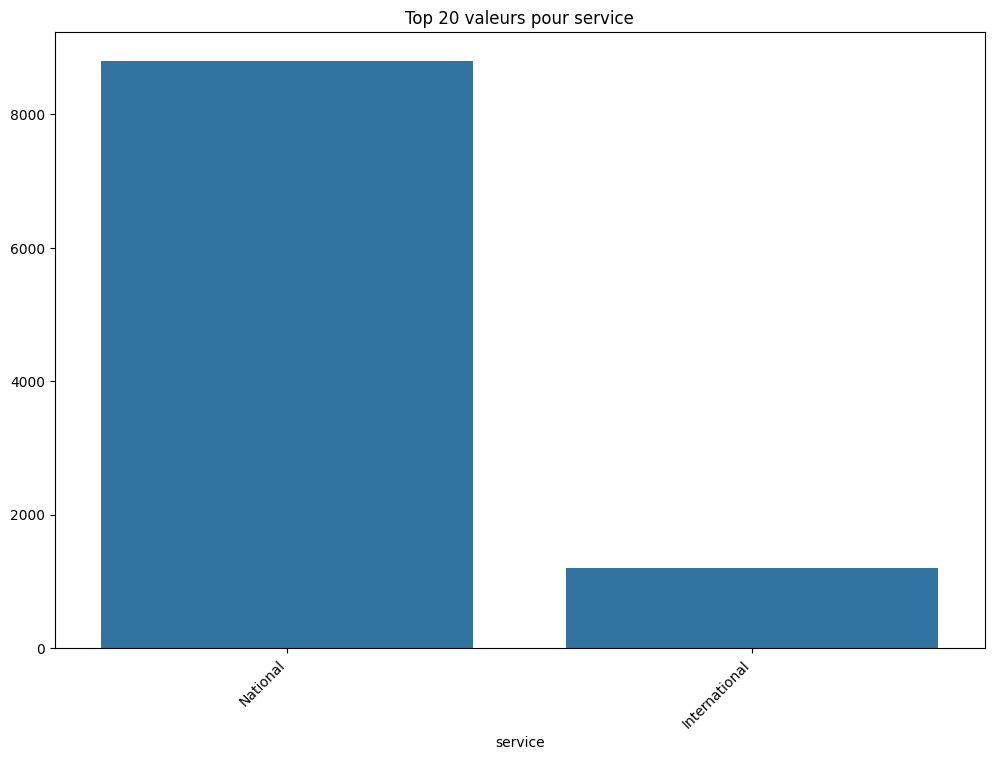 Top 20 valeurs pour service
8000
6000
4000
2000
0
National
International
service